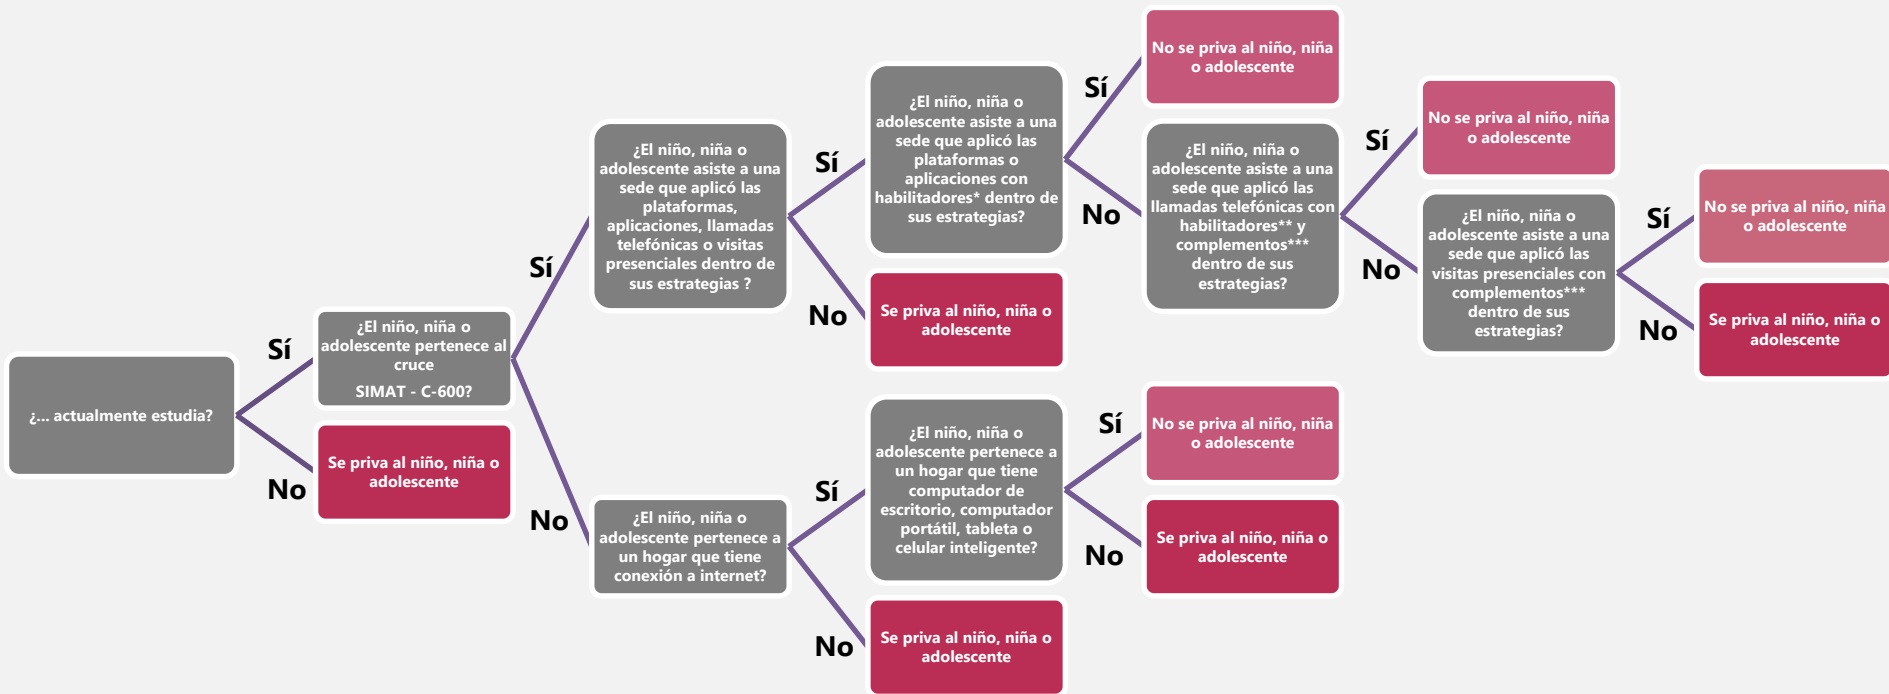 ¿... actualmente estudia?
Sí
No
¿El niño, niña o
adolescente pertenece al
cruce
SIMAT - C-600?
Se priva al niño, niña o
adolescente
Sí
No
¿El niño, niña o
adolescente asiste a una
sede que aplicó las
plataformas,
aplicaciones, llamadas
telefónicas o visitas
presenciales dentro de
sus estrategias ?
Sí
No
¿El niño, niña o
adolescente asiste a una
sede que aplicó las
plataformas o
aplicaciones con
habilitadores* dentro de
sus estrategias?
Se priva al niño, niña o
adolescente
Sí
No
No se priva al niño, niña
o adolescente
¿El niño, niña o
adolescente asiste a una
sede que aplicó las
llamadas telefónicas con
habilitadores** y
complementos***
dentro de sus
estrategias?
Sí
No
No se priva al niño, niña
o adolescente
¿El niño, niña o
adolescente asiste a una
sede que aplicó las
visitas presenciales con
complementos***
dentro de sus
estrategias?
Sí
No
No se priva al niño, niña
o adolescente
Se priva al niño, niña o
adolescente
¿El niño, niña o
adolescente pertenece a
un hogar que tiene
conexión a internet?
Sí
No
¿El niño, niña o
adolescente pertenece a
un hogar que tiene
computador de
escritorio, computador
portátil, tableta o
celular inteligente?
Se priva al niño, niña o
adolescente
Sí
No
No se priva al niño, niña
o adolescente
Se priva al niño, niña o
adolescente